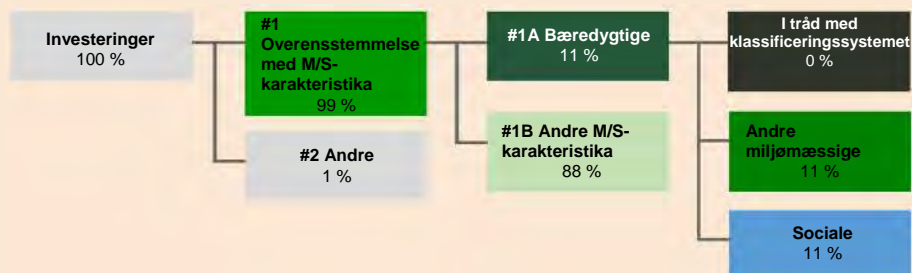 Investeringer
100 %
#1
Overensstemmelse
med M/S-
karakteristika
99 %
#2 Andre
1 %
#1A Bæredygtige
11 %
#1B Andre M/S-
karakteristika
88 %
I tråd med
klassificeringssystemet
0 %
Andre
miljømæssige
11 %
Sociale
11 %